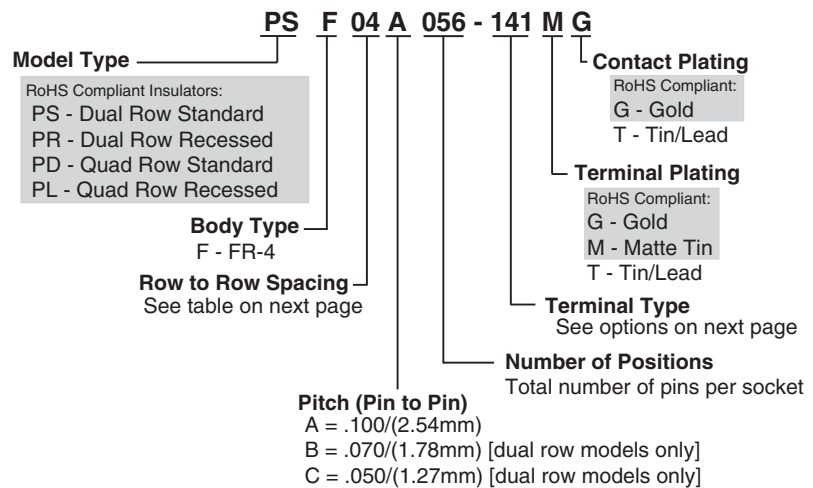 PS F 04 A 056 - 141 M G
Model Type
RoHS Compliant Insulators:
PS - Dual Row Standard
PR - Dual Row Recessed
PD - Quad Row Standard
PL - Quad Row Recessed
Body Type
F - FR-4
Row to Row Spacing
See table on next page
Pitch (Pin to Pin)
A = .100/(2.54mm)
B = .070/(1.78mm) [dual row models only]
C = .050/(1.27mm) [dual row models only]
Number of Positions
Total number of pins per socket
Terminal Type
See options on next page
Terminal Plating
RoHS Compliant:
G - Gold
M - Matte Tin
T - Tin/Lead
Contact Plating
RoHS Compliant:
G - Gold
T - Tin/Lead